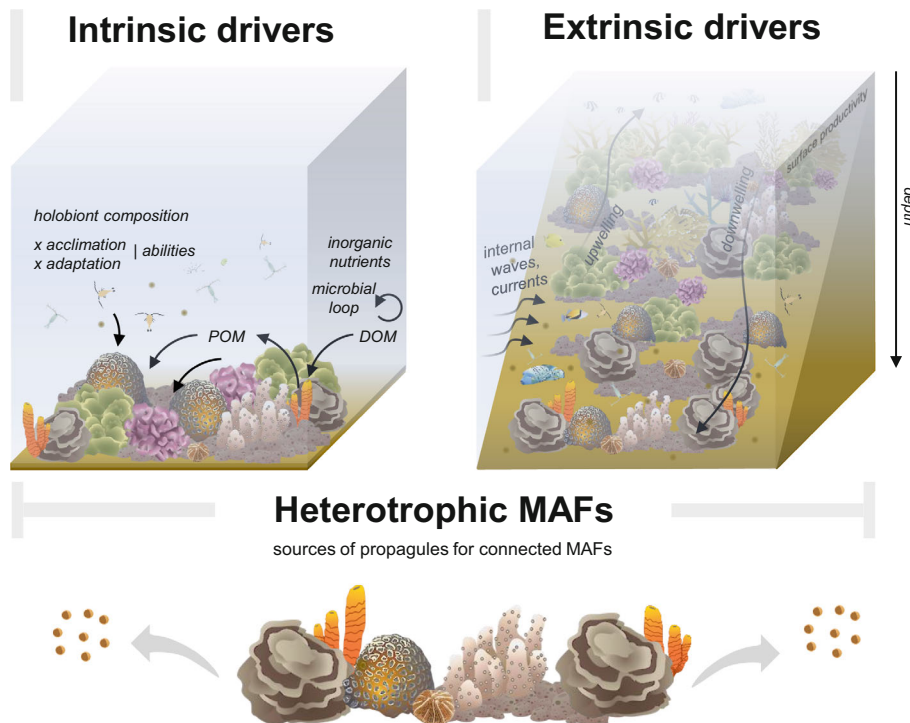 Intrinsic drivers
holobiont composition
x acclimation
x adaptation
| abilities
inorganic
nutrients
microbial
loop
POM
DOM
Extrinsic drivers
surface productivity
depth
upwelling
downwelling
internal
waves,
currents
Heterotrophic MAFs
sources of propagules for connected MAFs